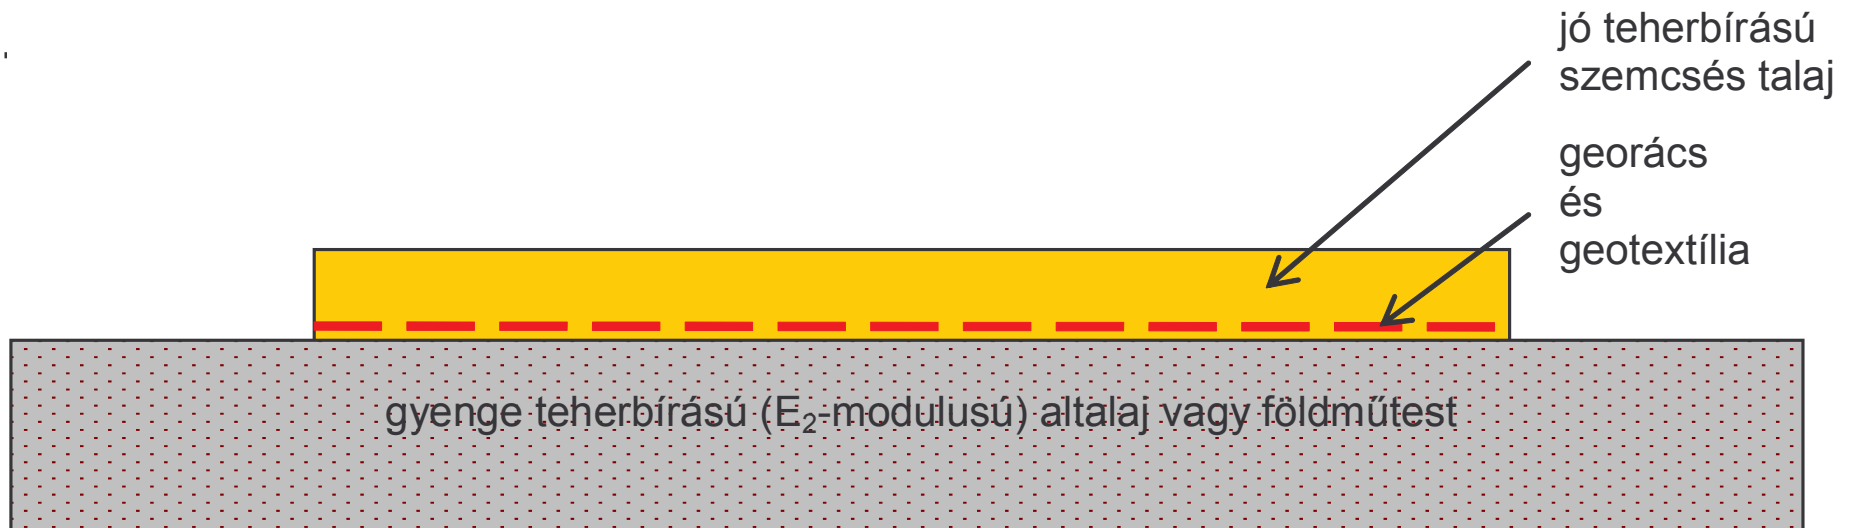 jó teherbírású
szemcsés talaj
georács
és
geotextília
gyenge teherbírású (E₂-modulusú) altalaj vagy földműtest